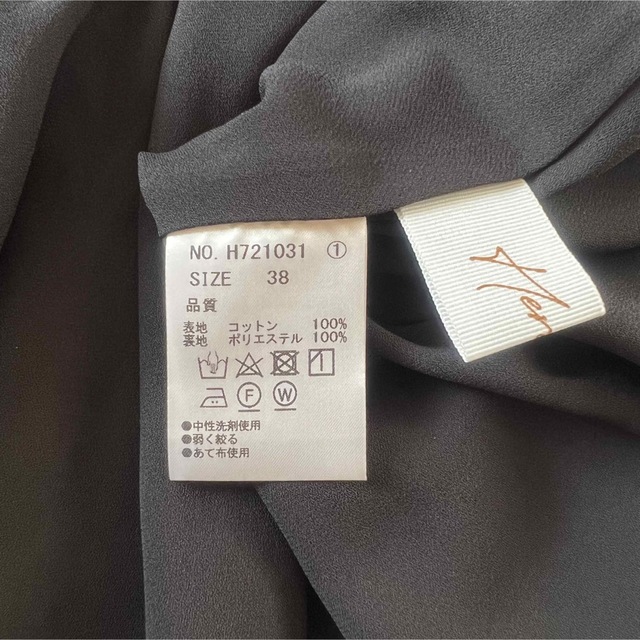 NO. H721031 ①
SIZE 38
品質
表地 コットン 100%
裏地 ポリエステル 100%
F W
●中性洗剤使用
●弱く絞る
●あて布使用
Her